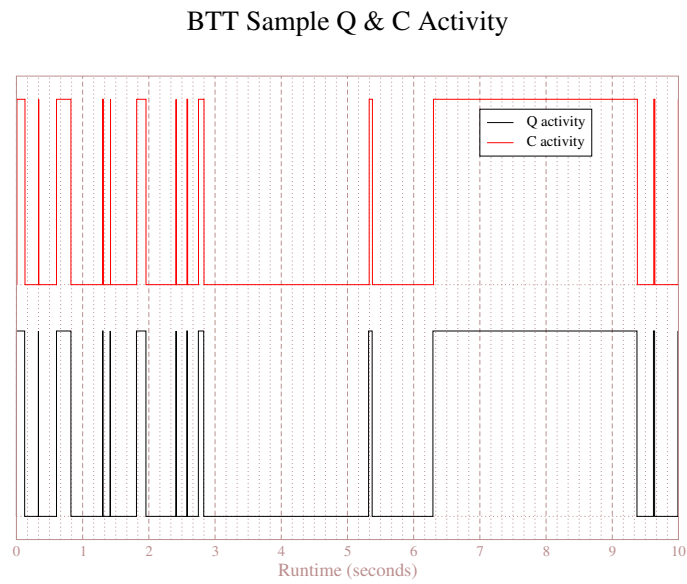 BTT Sample Q & C Activity
Q activity
C activity
0 1 2 3 4 5 6 7 8 9 10
Runtime (seconds)